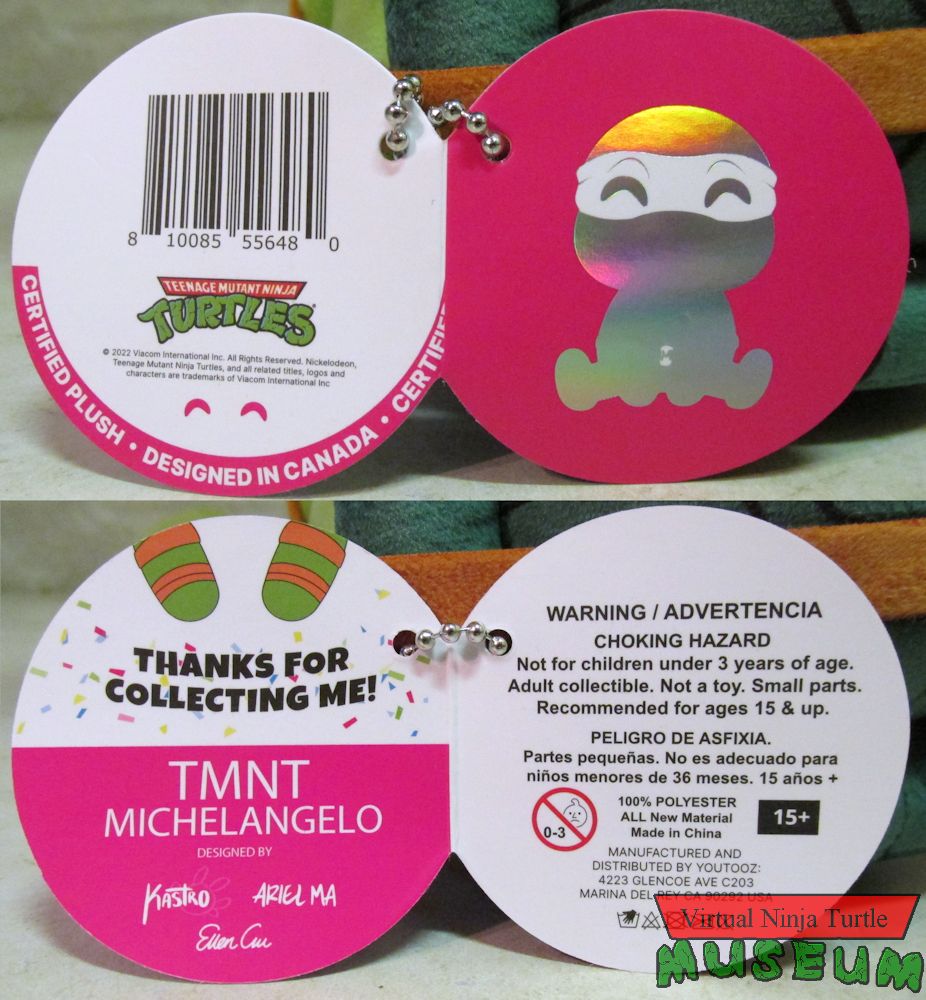 8 10085 55648 0
TEENAGE MUTANT NINJA
TURTLES
© 2022 Viacom International Inc. All Rights Reserved. Nickelodeon,
Teenage Mutant Ninja Turtles, and all related titles, logos and
characters are trademarks of Viacom International Inc
CERTIFIED PLUSH • DESIGNED IN CANADA • CERTIFIE
THANKS FOR
COLLECTING ME!
TMNT
MICHELANGELO
DESIGNED BY
KASTRO ARIEL MA
Ellen Cui
WARNING / ADVERTENCIA
CHOKING HAZARD
Not for children under 3 years of age.
Adult collectible. Not a toy. Small parts.
Recommended for ages 15 & up.
PELIGRO DE ASFIXIA.
Partes pequeñas. No es adecuado para
niños menores de 36 meses. 15 años +
0-3
100% POLYESTER
ALL New Material
Made in China
15+
MANUFACTURED AND
DISTRIBUTED BY YOUTOOZ:
4223 GLENCOE AVE C203
MARINA DEL REY CA 90292 USA
Virtual Ninja Turtle
MUSEUM